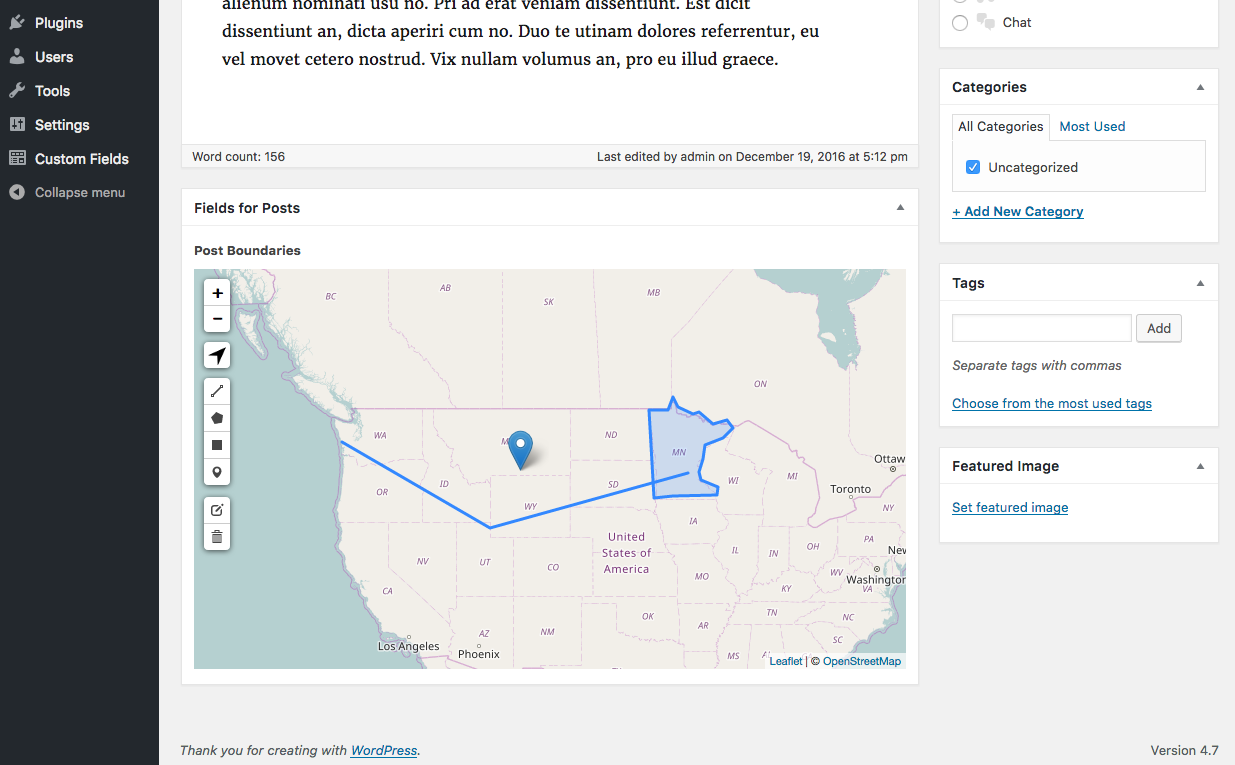 Plugins
Users
Tools
Settings
Custom Fields
Collapse menu
alienum nominati usu no. Pri ad erat veniam dissentiunt. Est dicit
dissentiunt an, dicta aperiri cum no. Duo te utinam dolores referrentur, eu
vel movet cetero nostrud. Vix nullam volumus an, pro eu illud graece.
Word count: 156
Last edited by admin on December 19, 2016 at 5:12 pm
Fields for Posts
Post Boundaries
+
−
BC
AB
SK
MB
ON
WA
ND
MN
OR
ID
SD
WI
MI
WY
IA
NY
Ottaw
Toronto
United
States of
America
NV
UT
CO
IL
IN
OH
PA
New
CA
MO
KY
WV
VA
Washington
OK
TN
NC
AZ
NM
AR
SC
MS
Los Angeles
Phoenix
Leaflet | © OpenStreetMap
Chat
Categories
All Categories
Most Used
Uncategorized
+ Add New Category
Tags
Add
Separate tags with commas
Choose from the most used tags
Featured Image
Set featured image
Thank you for creating with WordPress.
Version 4.7